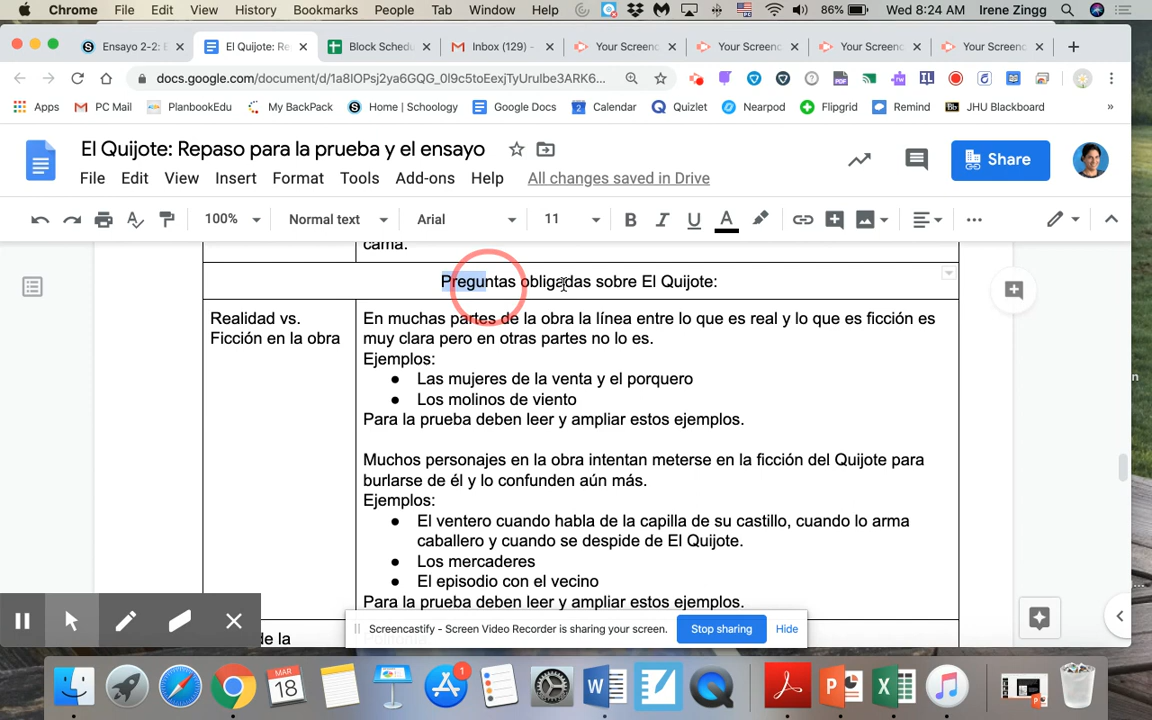 Chrome File Edit View History Bookmarks People Tab Window Help 86% Wed 8:24 AM Irene Zingg
Ensayo 2-2: E × El Quijote: Re × Block Schedu × Inbox (129) - × Your Screenc × Your Screenc × Your Screenc × Your Screenc × +
docs.google.com/document/d/1a8IOPsj2ya6GQG_0l9c5toEexjTyUrulbe3ARK6...
Apps PC Mail PlanbookEdu My BackPack Home | Schoology Google Docs Calendar Quizlet Nearpod Flipgrid Remind JHU Blackboard »
El Quijote: Repaso para la prueba y el ensayo
Share
File Edit View Insert Format Tools Add-ons Help All changes saved in Drive
100% Normal text Arial 11 B I U A
cama.
Preguntas obligadas sobre El Quijote:
Realidad vs.
Ficción en la obra
En muchas partes de la obra la línea entre lo que es real y lo que es ficción es
muy clara pero en otras partes no lo es.
Ejemplos:
● Las mujeres de la venta y el porquero
● Los molinos de viento
Para la prueba deben leer y ampliar estos ejemplos.
Muchos personajes en la obra intentan meterse en la ficción del Quijote para
burlarse de él y lo confunden aún más.
Ejemplos:
● El ventero cuando habla de la capilla de su castillo, cuando lo arma
caballero y cuando se despide de El Quijote.
● Los mercaderes
● El episodio con el vecino
Para la prueba deben leer y ampliar estos ejemplos.
de la
Screencastify - Screen Video Recorder is sharing your screen. Stop sharing Hide
MAR
18
1